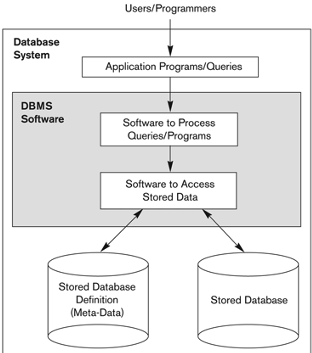 Users/Programmers
Database
System
Application Programs/Queries
DBMS
Software
Software to Process
Queries/Programs
Software to Access
Stored Data
Stored Database
Definition
(Meta-Data)
Stored Database